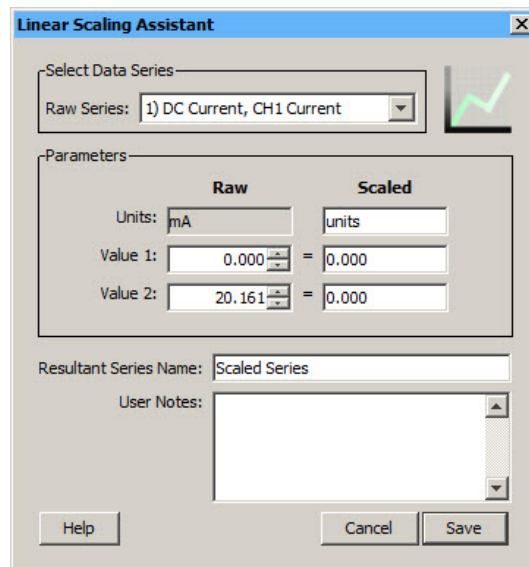 Linear Scaling Assistant
Select Data Series
Raw Series: 1) DC Current, CH1 Current
Parameters
Raw Scaled
Units: mA units
Value 1: 0.000 = 0.000
Value 2: 20.161 = 0.000
Resultant Series Name: Scaled Series
User Notes:
Help Cancel Save